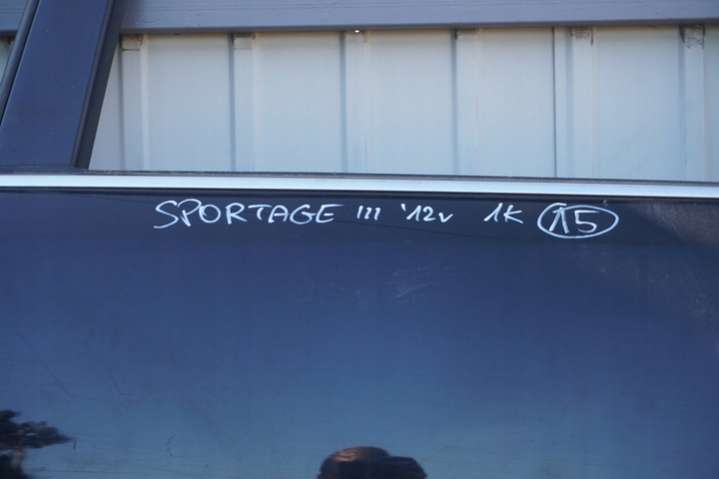 SPORTAGE III '12v 1K 15